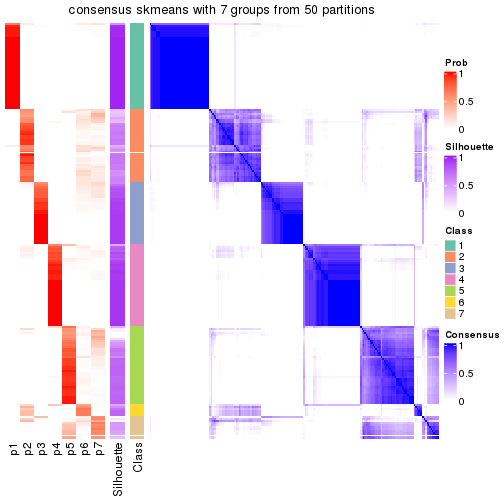 consensus skmeans with 7 groups from 50 partitions
Prob
1
0.5
0
Silhouette
1
0.5
0
Class
1
2
3
4
5
6
7
Consensus
1
0.5
0
p1
p2
p3
p4
p5
p6
p7
Silhouette
Class